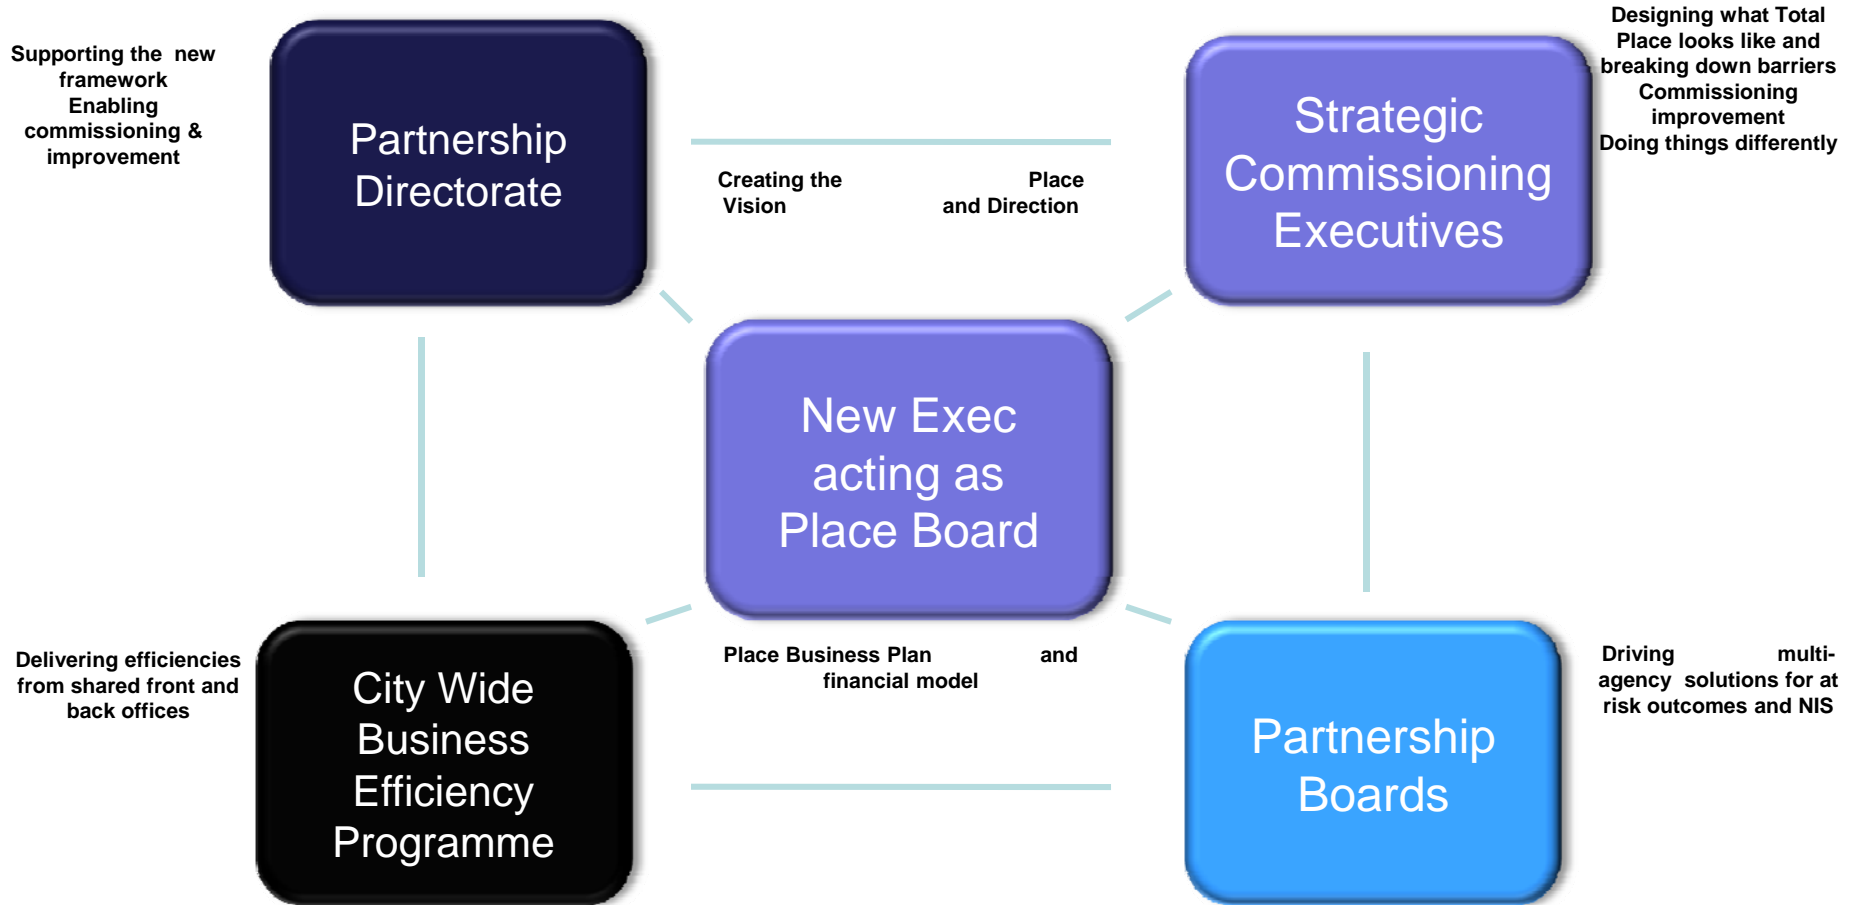 Supporting the new
framework
Enabling
commissioning &
improvement
Partnership
Directorate
Creating the Place
Vision and Direction
Strategic
Commissioning
Executives
Designing what Total
Place looks like and
breaking down barriers
Commissioning
improvement
Doing things differently
New Exec
acting as
Place Board
Delivering efficiencies
from shared front and
back offices
City Wide
Business
Efficiency
Programme
Place Business Plan and
financial model
Partnership
Boards
Driving multi-
agency solutions for at
risk outcomes and NIS